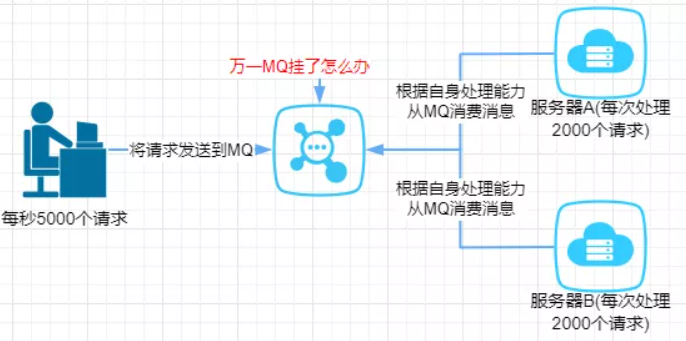 万一MQ挂了怎么办
将请求发送到MQ
每秒5000个请求
根据自身处理能力
从MQ消费消息
服务器A(每次处理
2000个请求)
根据自身处理能力
从MQ消费消息
服务器B(每次处理
2000个请求)